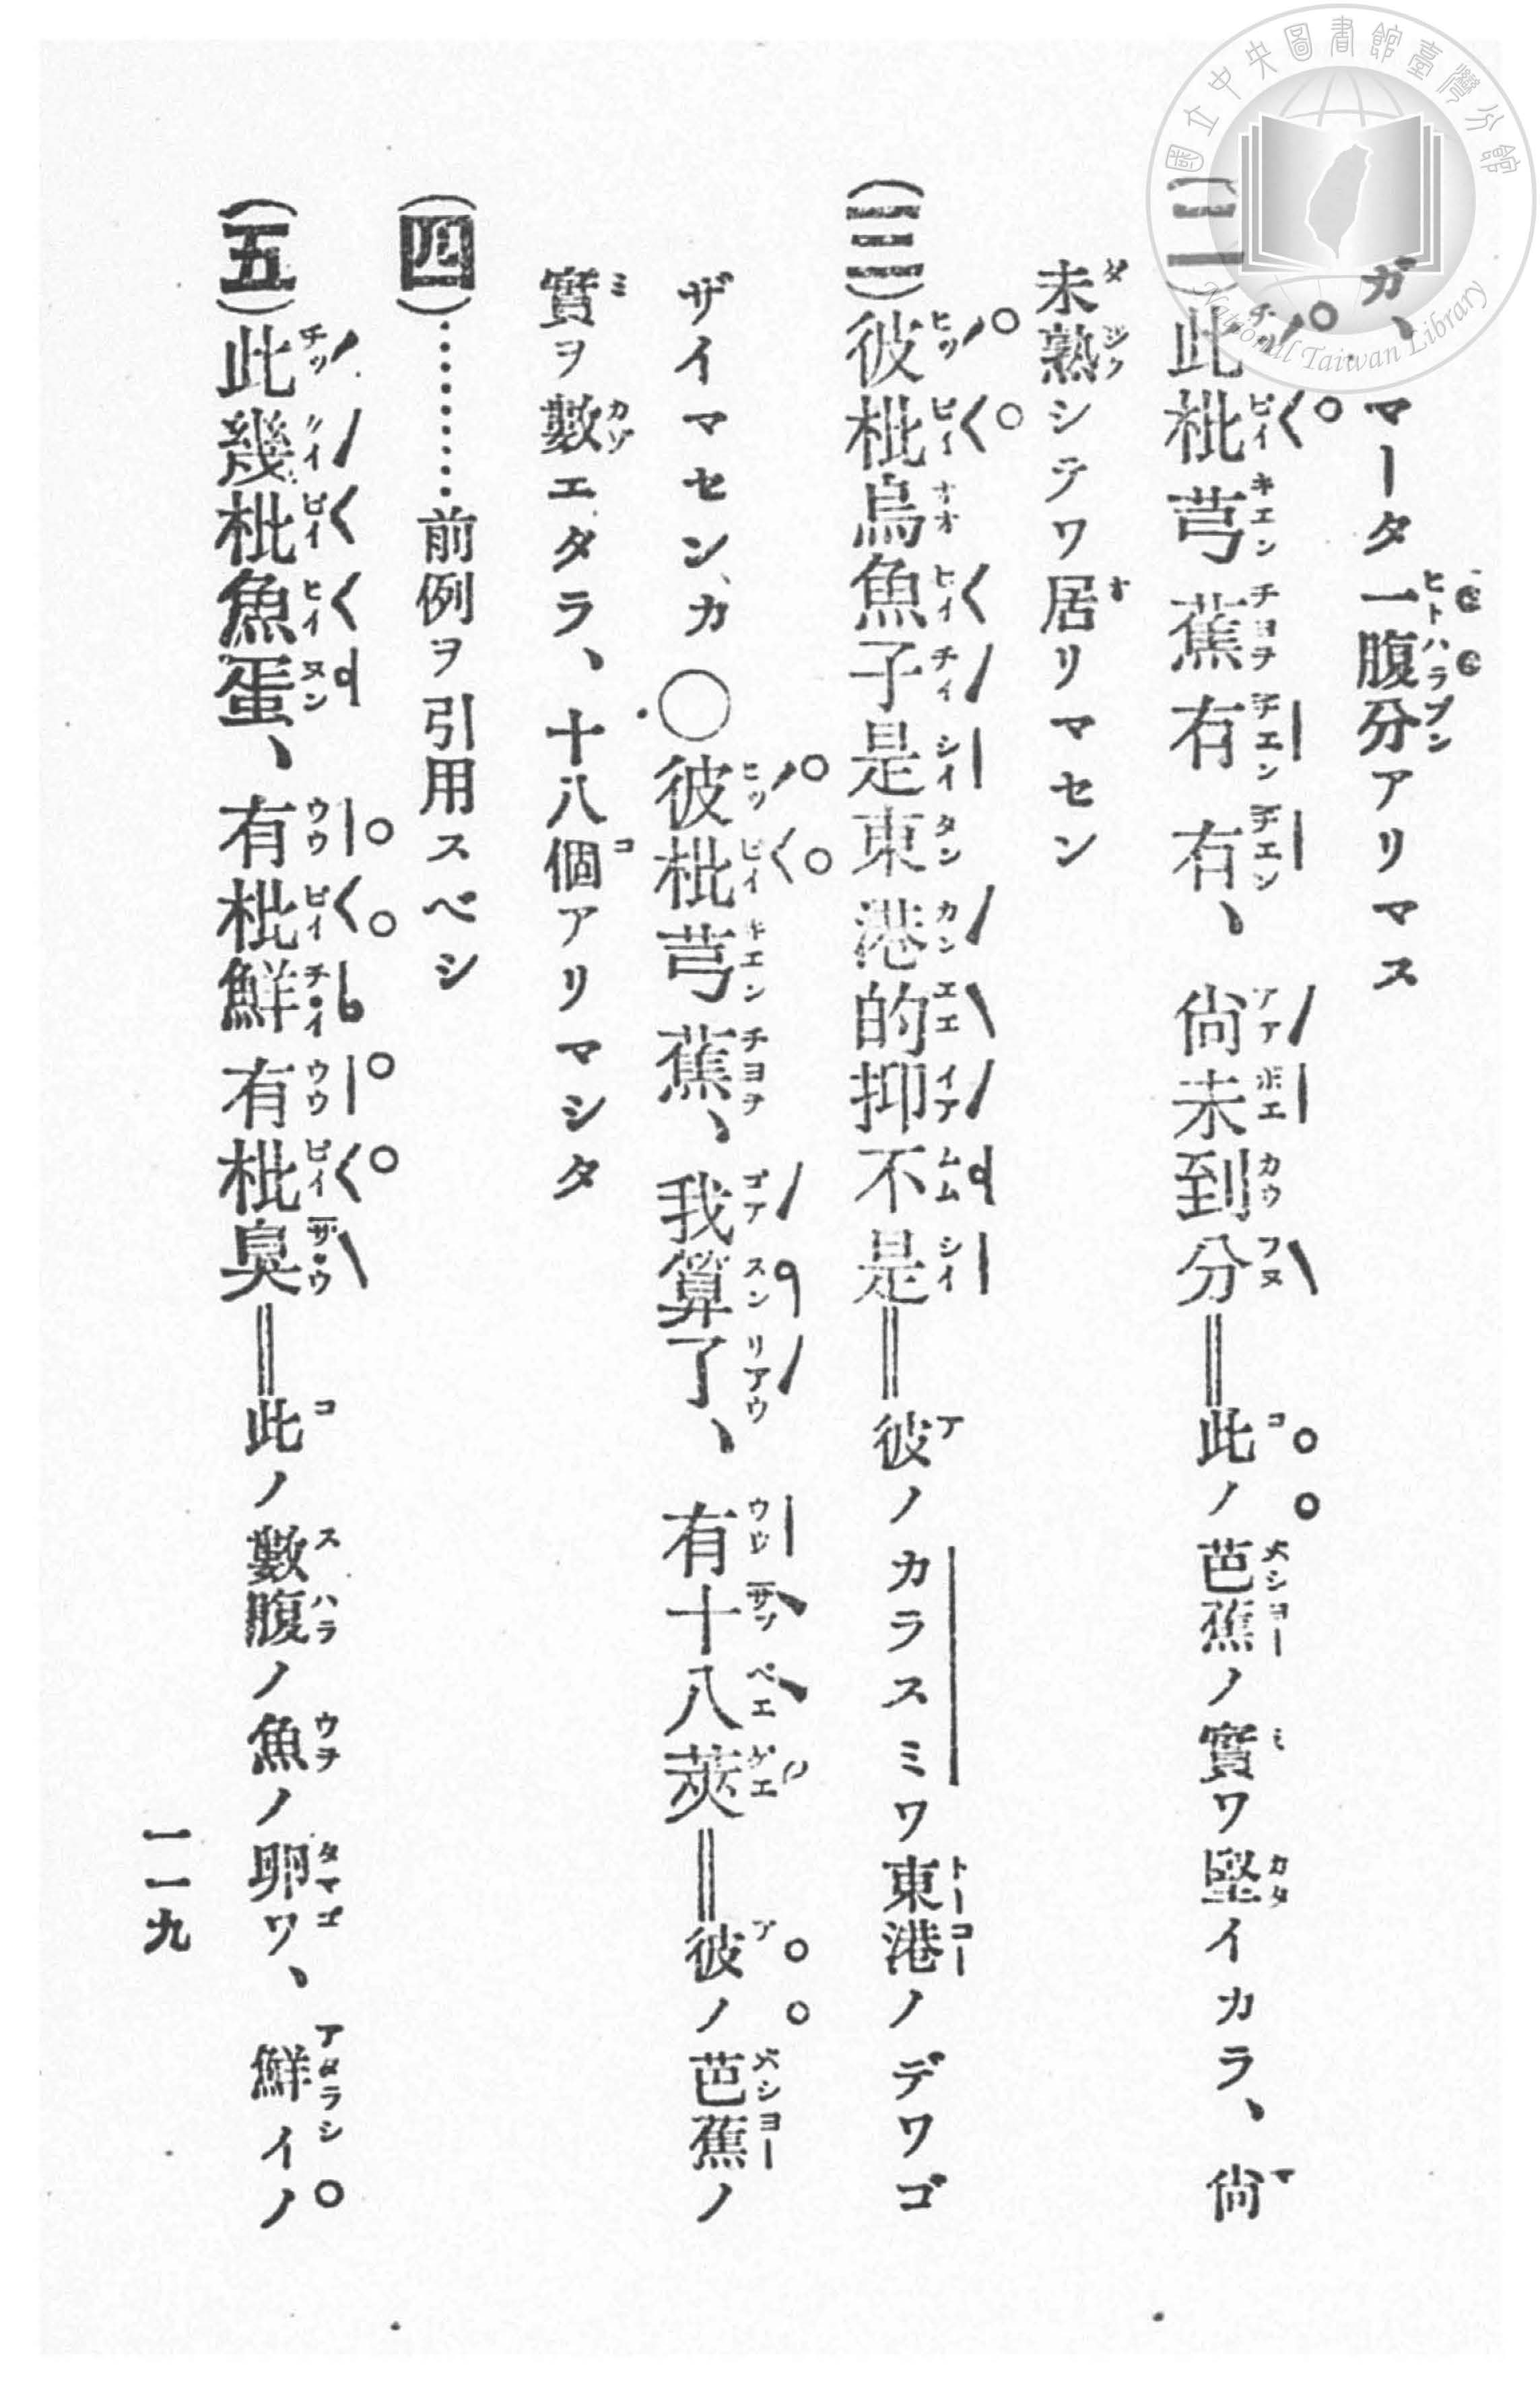 ガ、マータ一腹分アリマス
(二)此枇芎蕉冇冇、尙未到分＝此ノ芭蕉ノ實ワ堅イカラ、尙
未熟シテワ居リマセン
(三)彼枇烏魚子是東港的抑不是＝彼ノカラスミワ東港ノデワゴ
ザイマセンカ○彼枇芎蕉、我算了、有十八莢＝彼ノ芭蕉ノ
實ヲ數エタラ、十八個アリマシタ
(四)………前例ヲ引用スベシ
(五)此幾枇魚蛋、有枇鮮有枇臭＝此ノ數腹ノ魚ノ卵ワ、鮮イノ
一一九
國立中央圖書館臺灣分館
National Taiwan Library